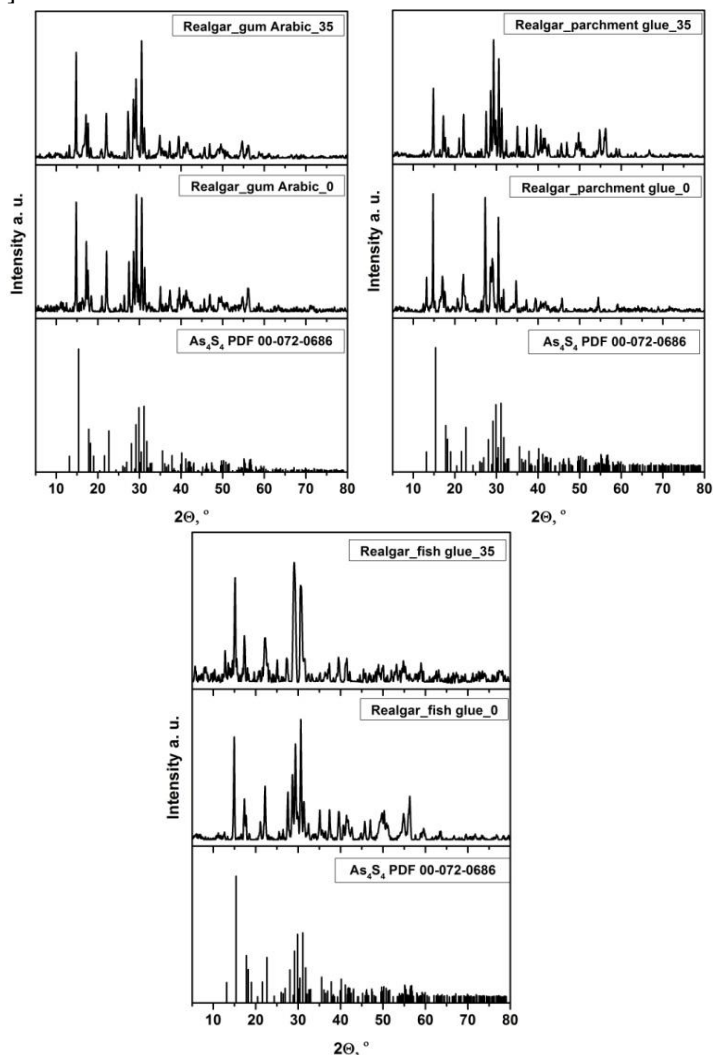 ]
Realgar_gum Arabic_35
Realgar_gum Arabic_0
As₄S₄ PDF 00-072-0686
Intensity a. u.
10 20 30 40 50 60 70 80
2Θ, °
Realgar_parchment glue_35
Realgar_parchment glue_0
As₄S₄ PDF 00-072-0686
Intensity a. u.
10 20 30 40 50 60 70 80
2Θ, °
Realgar_fish glue_35
Realgar_fish glue_0
As₄S₄ PDF 00-072-0686
Intensity a. u.
10 20 30 40 50 60 70 80
2Θ, °